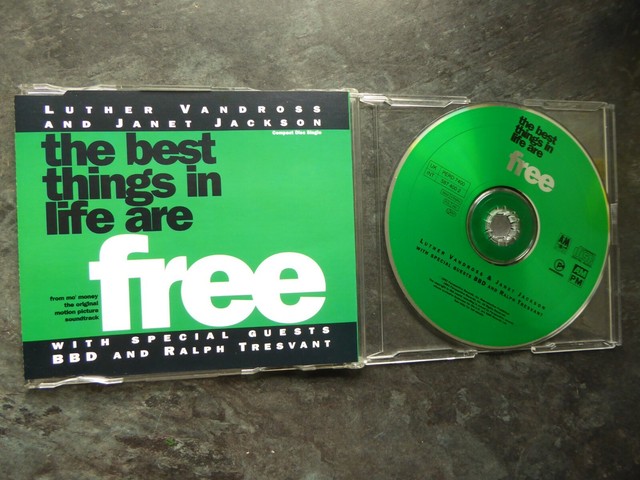 LUTHER VANDROSS
AND JANET JACKSON
Compact Disc Single
the best
things in
life are
free
from mo' money
the original
motion picture
soundtrack
WITH SPECIAL GUESTS
BBD AND RALPH TRESVANT
the best
things in
life are
free
LUTHER VANDROSS & JANET JACKSON
WITH SPECIAL GUESTS BBD AND RALPH TRESVANT
A&M
PM